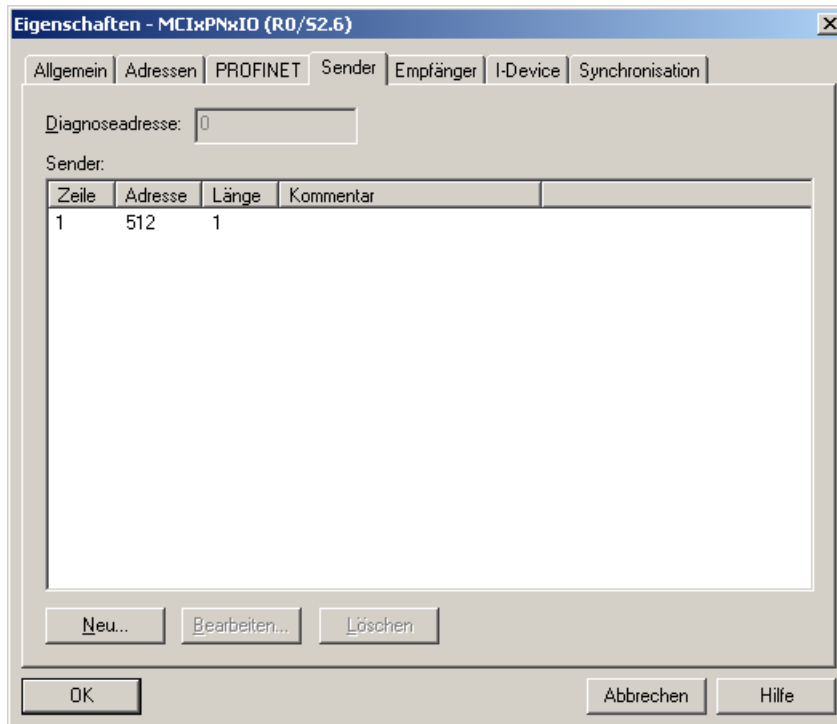 Eigenschaften - MCIxPNxIO (R0/S2.6)
Allgemein Adressen PROFINET Sender Empfänger I-Device Synchronisation
Diagnoseadresse: 0
Sender:
Zeile Adresse Länge Kommentar
1 512 1
Neu... Bearbeiten... Löschen
OK Abbrechen Hilfe